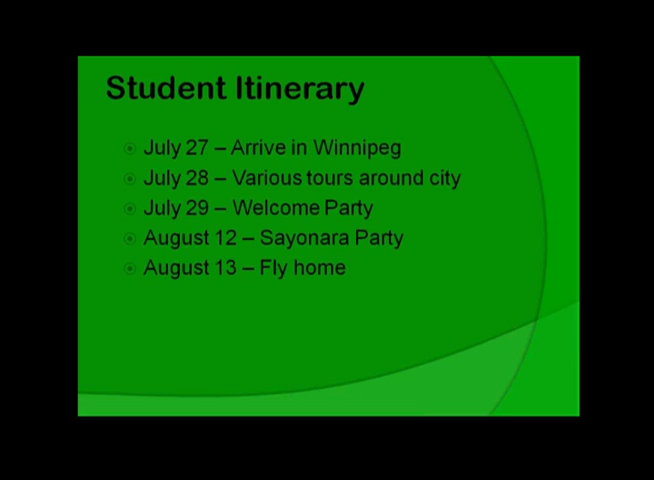 Student Itinerary
July 27 – Arrive in Winnipeg
July 28 – Various tours around city
July 29 – Welcome Party
August 12 – Sayonara Party
August 13 – Fly home